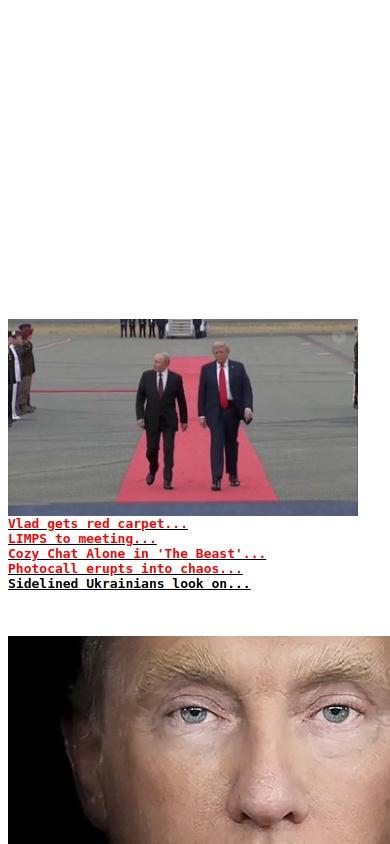 Vlad gets red carpet...
LIMPS to meeting...
Cozy Chat Alone in 'The Beast'...
Photocall erupts into chaos...
Sidelined Ukrainians look on...